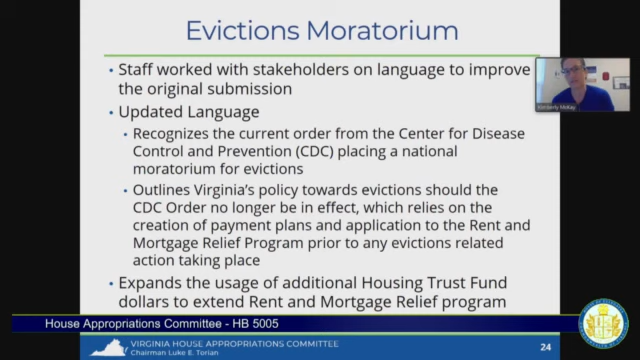 Evictions Moratorium
• Staff worked with stakeholders on language to improve
the original submission
• Updated Language
• Recognizes the current order from the Center for Disease
Control and Prevention (CDC) placing a national
moratorium for evictions
• Outlines Virginia's policy towards evictions should the
CDC Order no longer be in effect, which relies on the
creation of payment plans and application to the Rent and
Mortgage Relief Program prior to any evictions related
action taking place
• Expands the usage of additional Housing Trust Fund
dollars to extend Rent and Mortgage Relief program
Kimberly McKay
House Appropriations Committee - HB 5005
VIRGINIA HOUSE APPROPRIATIONS COMMITTEE
Chairman Luke E. Torian
24